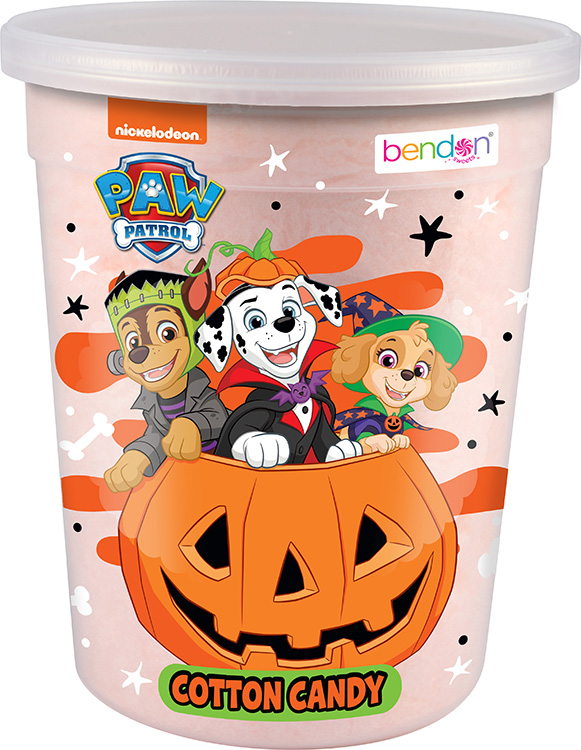 nickelodeon
bendon®
sweets
PAW
PATROL
COTTON CANDY